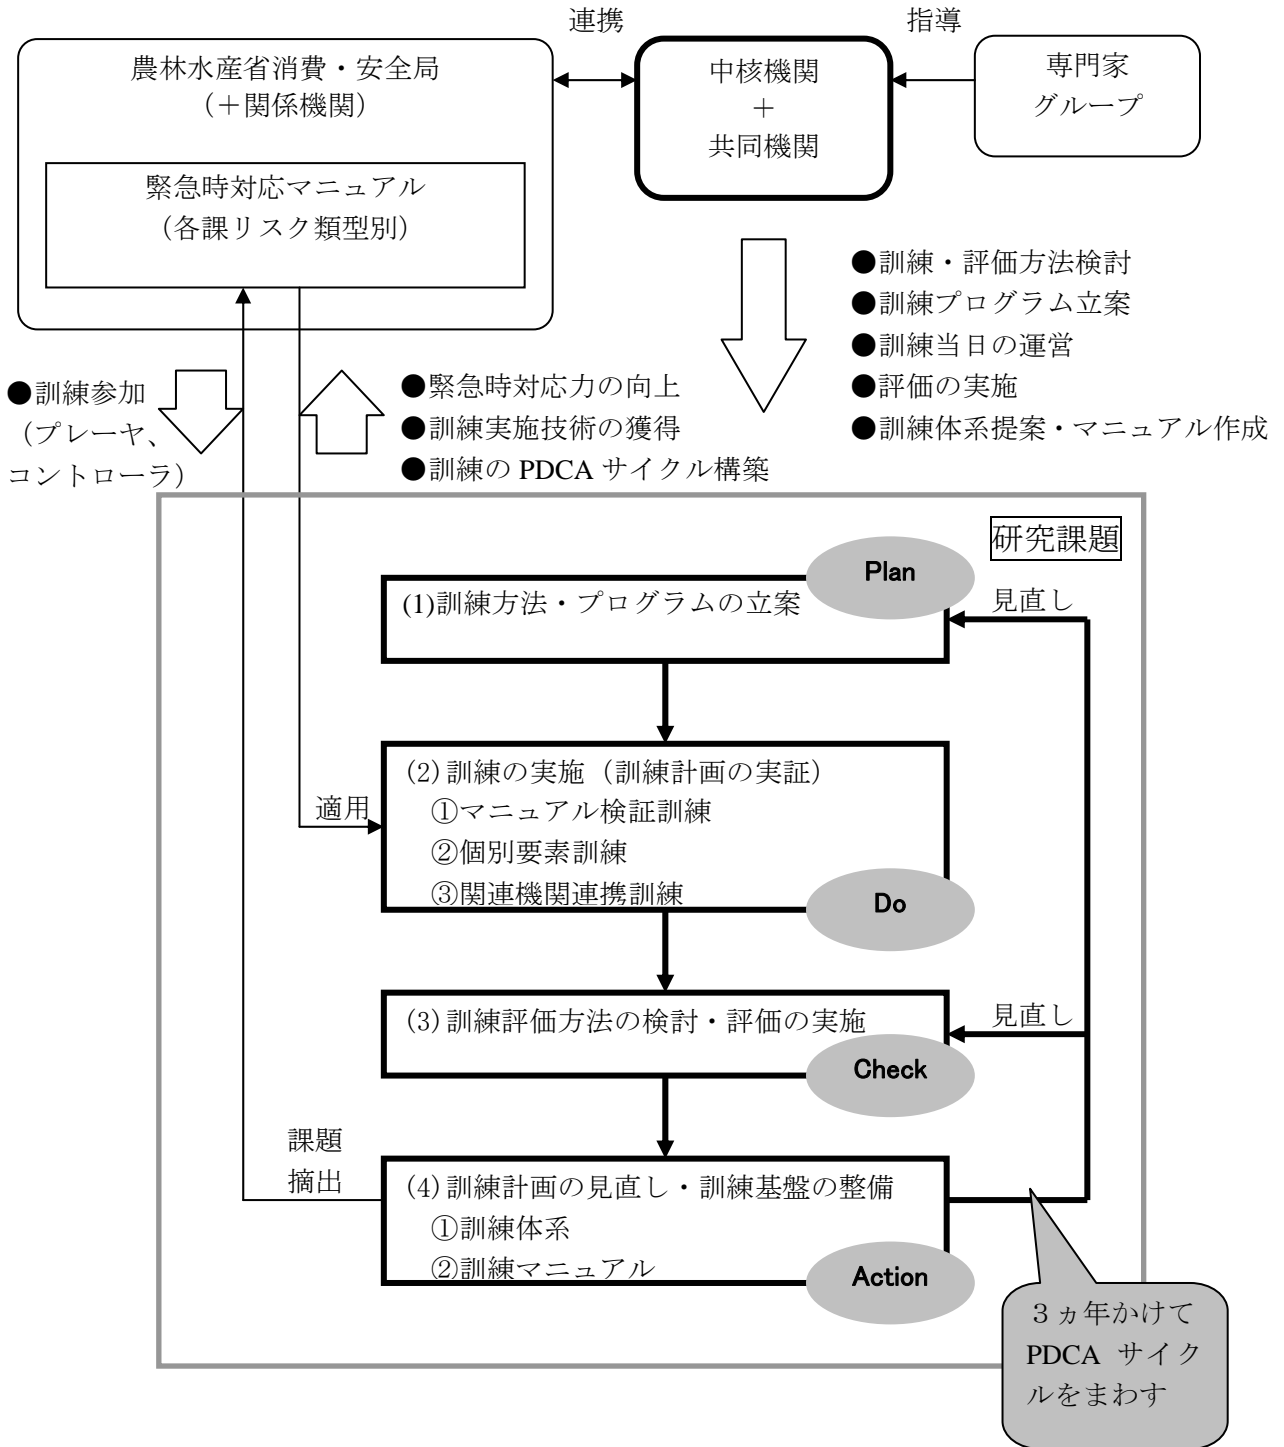 連携
指導
農林水産省消費・安全局
（＋関係機関）
中核機関
＋
共同機関
専門家
グループ
緊急時対応マニュアル
（各課リスク類型別）
●訓練・評価方法検討
●訓練プログラム立案
●訓練当日の運営
●評価の実施
●訓練体系提案・マニュアル作成
●訓練参加
（プレーヤ、
コントローラ）
●緊急時対応力の向上
●訓練実施技術の獲得
●訓練の PDCA サイクル構築
研究課題
Plan
(1)訓練方法・プログラムの立案
見直し
(2)訓練の実施（訓練計画の実証）
①マニュアル検証訓練
②個別要素訓練
③関連機関連携訓練
適用
Do
(3)訓練評価方法の検討・評価の実施
見直し
Check
課題
摘出
(4)訓練計画の見直し・訓練基盤の整備
①訓練体系
②訓練マニュアル
Action
３ヵ年かけて
PDCA サイク
ルをまわす